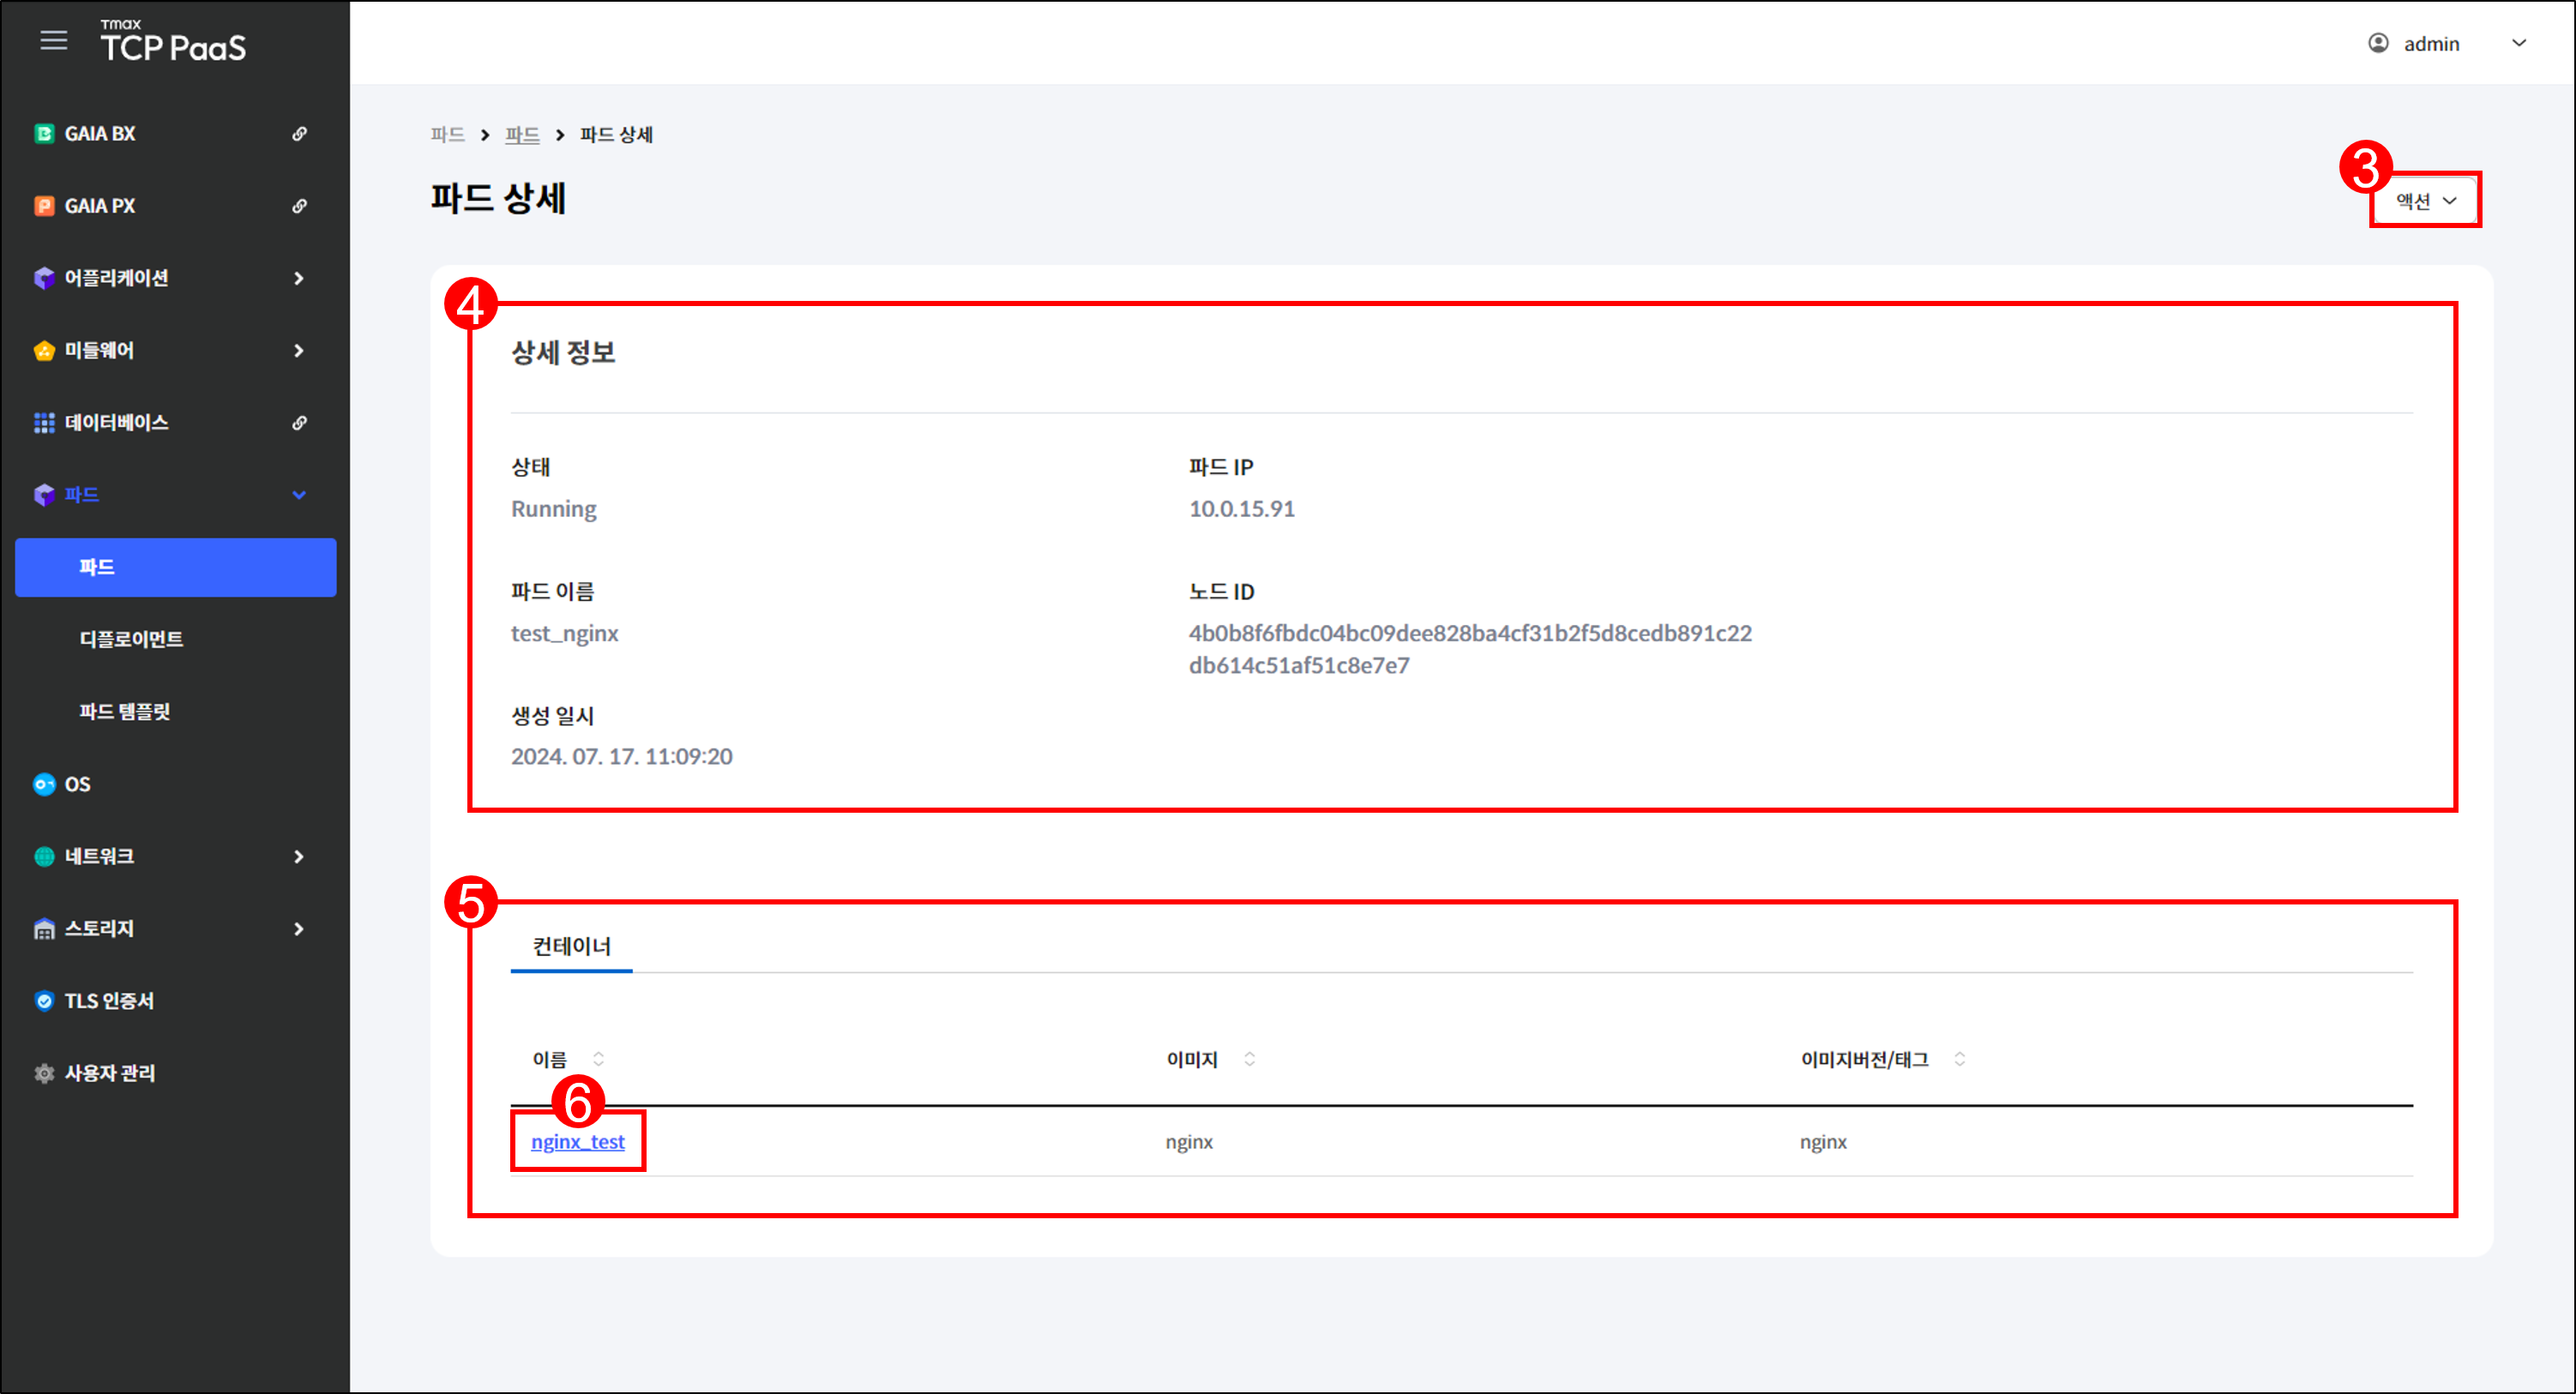 Tmax
TCP PaaS
admin
GAIA BX
GAIA PX
어플리케이션
미들웨어
데이터베이스
파드
파드
디플로이먼트
파드 템플릿
OS
네트워크
스토리지
TLS 인증서
사용자 관리
파드 > 파드 > 파드 상세
파드 상세
3
액션
4
상세 정보
상태
Running
파드 IP
10.0.15.91
파드 이름
test_nginx
노드 ID
4b0b8f6fbdc04bc09dee828ba4cf31b2f5d8cedb891c22
db614c51af51c8e7e7
생성 일시
2024. 07. 17. 11:09:20
5
컨테이너
이름 이미지 이미지버전/태그
6
nginx_test nginx nginx